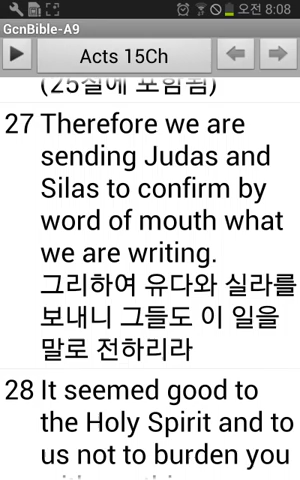 오전 8:08
GcnBible-A9
Acts 15Ch
(25절에 포함됨)
27 Therefore we are
sending Judas and
Silas to confirm by
word of mouth what
we are writing.
그리하여 유다와 실라를
보내니 그들도 이 일을
말로 전하리라
28 It seemed good to
the Holy Spirit and to
us not to burden you